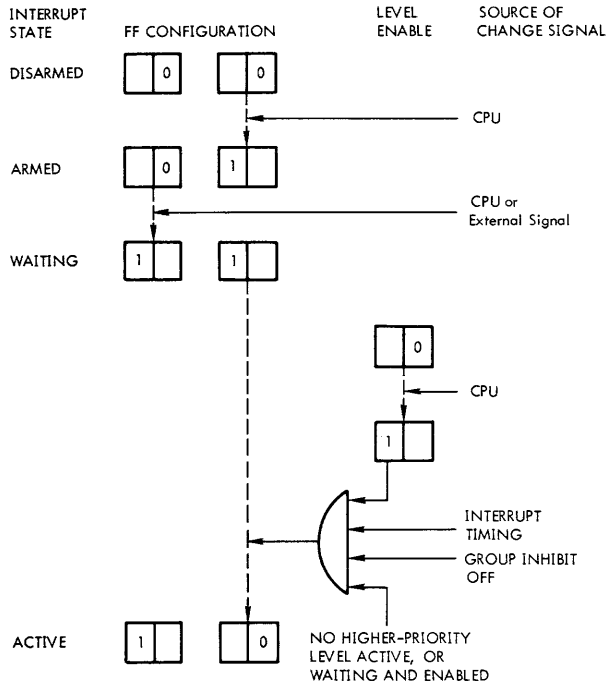 INTERRUPT STATE
FF CONFIGURATION
LEVEL ENABLE
SOURCE OF CHANGE SIGNAL
DISARMED
0
0
CPU
ARMED
0
1
CPU or
External Signal
WAITING
1
1
0
CPU
1
INTERRUPT
TIMING
GROUP INHIBIT
OFF
ACTIVE
1
0
NO HIGHER-PRIORITY
LEVEL ACTIVE, OR
WAITING AND ENABLED